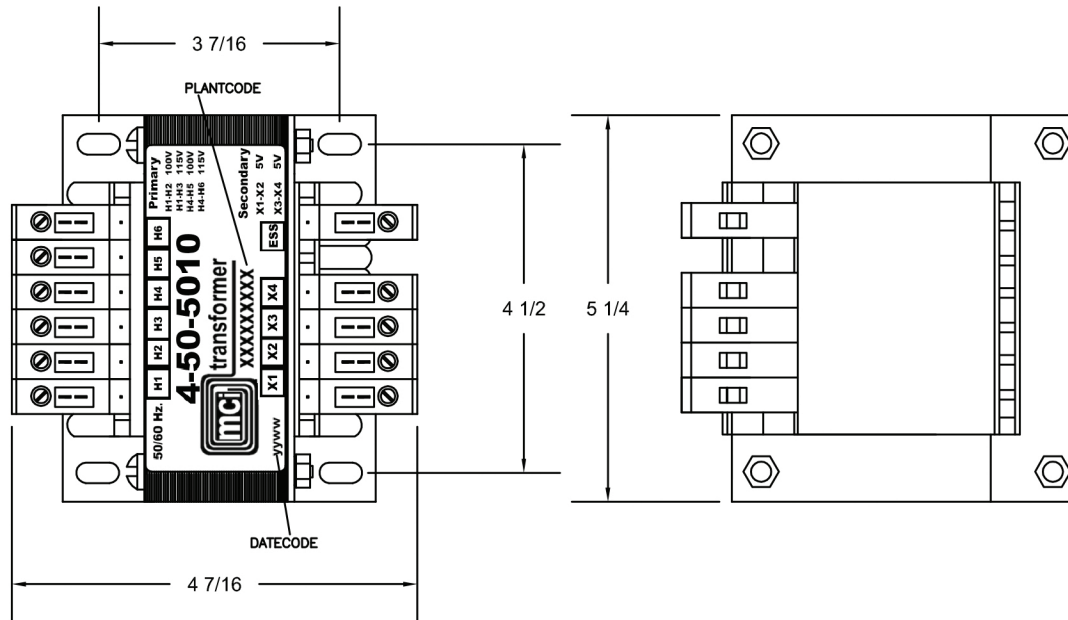 3 7/16
PLANTCODE
Primary
H1-H2 100V
H1-H3 115V
H4-H5 100V
H4-H6 115V
Secondary
X1-X2 5V
X3-X4 5V
H6
H5
H4
H3
H2
H1
50/60 Hz.
4-50-5010
mci
transformer
XXXXXXXXX
ESS
X4
X3
X2
X1
yyww
4 1/2
5 1/4
DATECODE
4 7/16